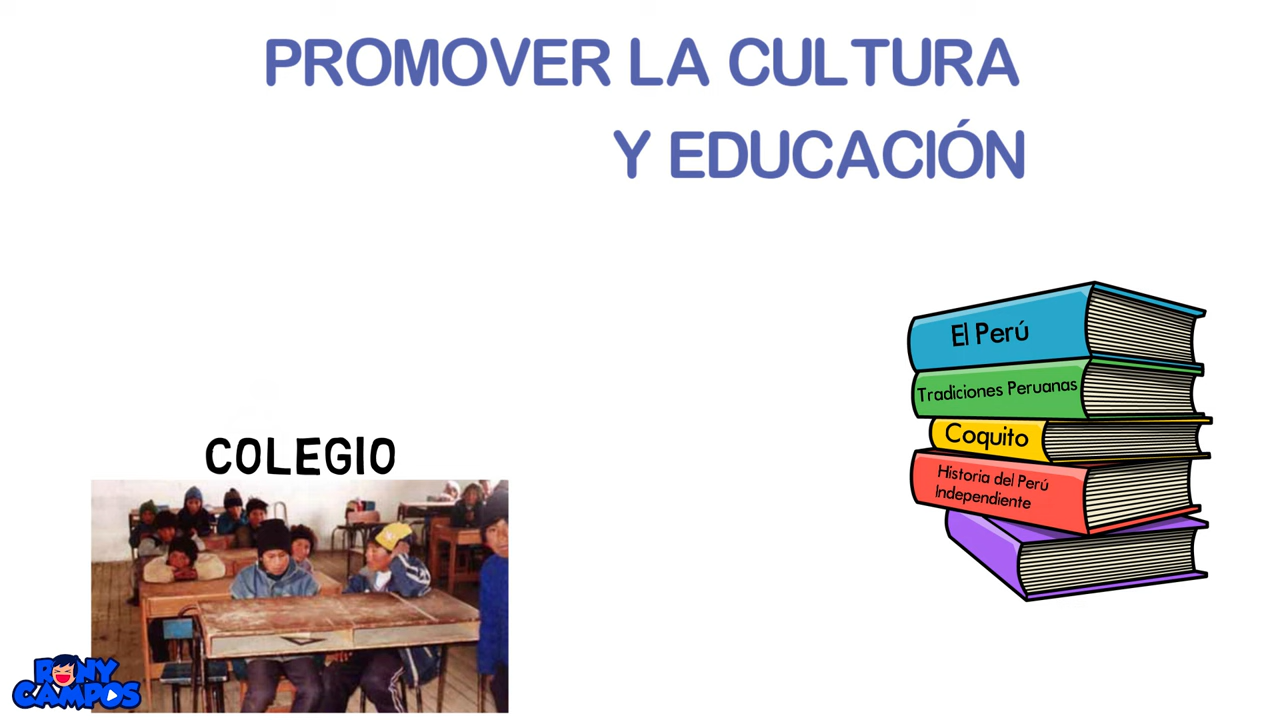 PROMOVER LA CULTURA
Y EDUCACIÓN
El Perú
Tradiciones Peruanas
Coquito
Historia del Perú
Independiente
COLEGIO
RONY
CAMPOS